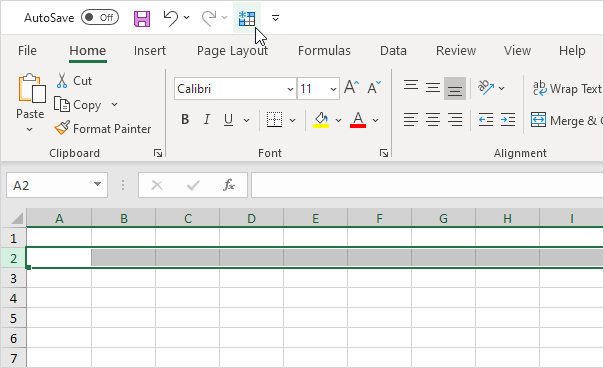 AutoSave Off
File Home Insert Page Layout Formulas Data Review View Help
Cut
Copy
Paste
Format Painter
Calibri 11 A A
B I U A
ab c Wrap Text
Merge & C
Clipboard Font Alignment
A2 fx
A B C D E F G H I
1
2
3
4
5
6
7